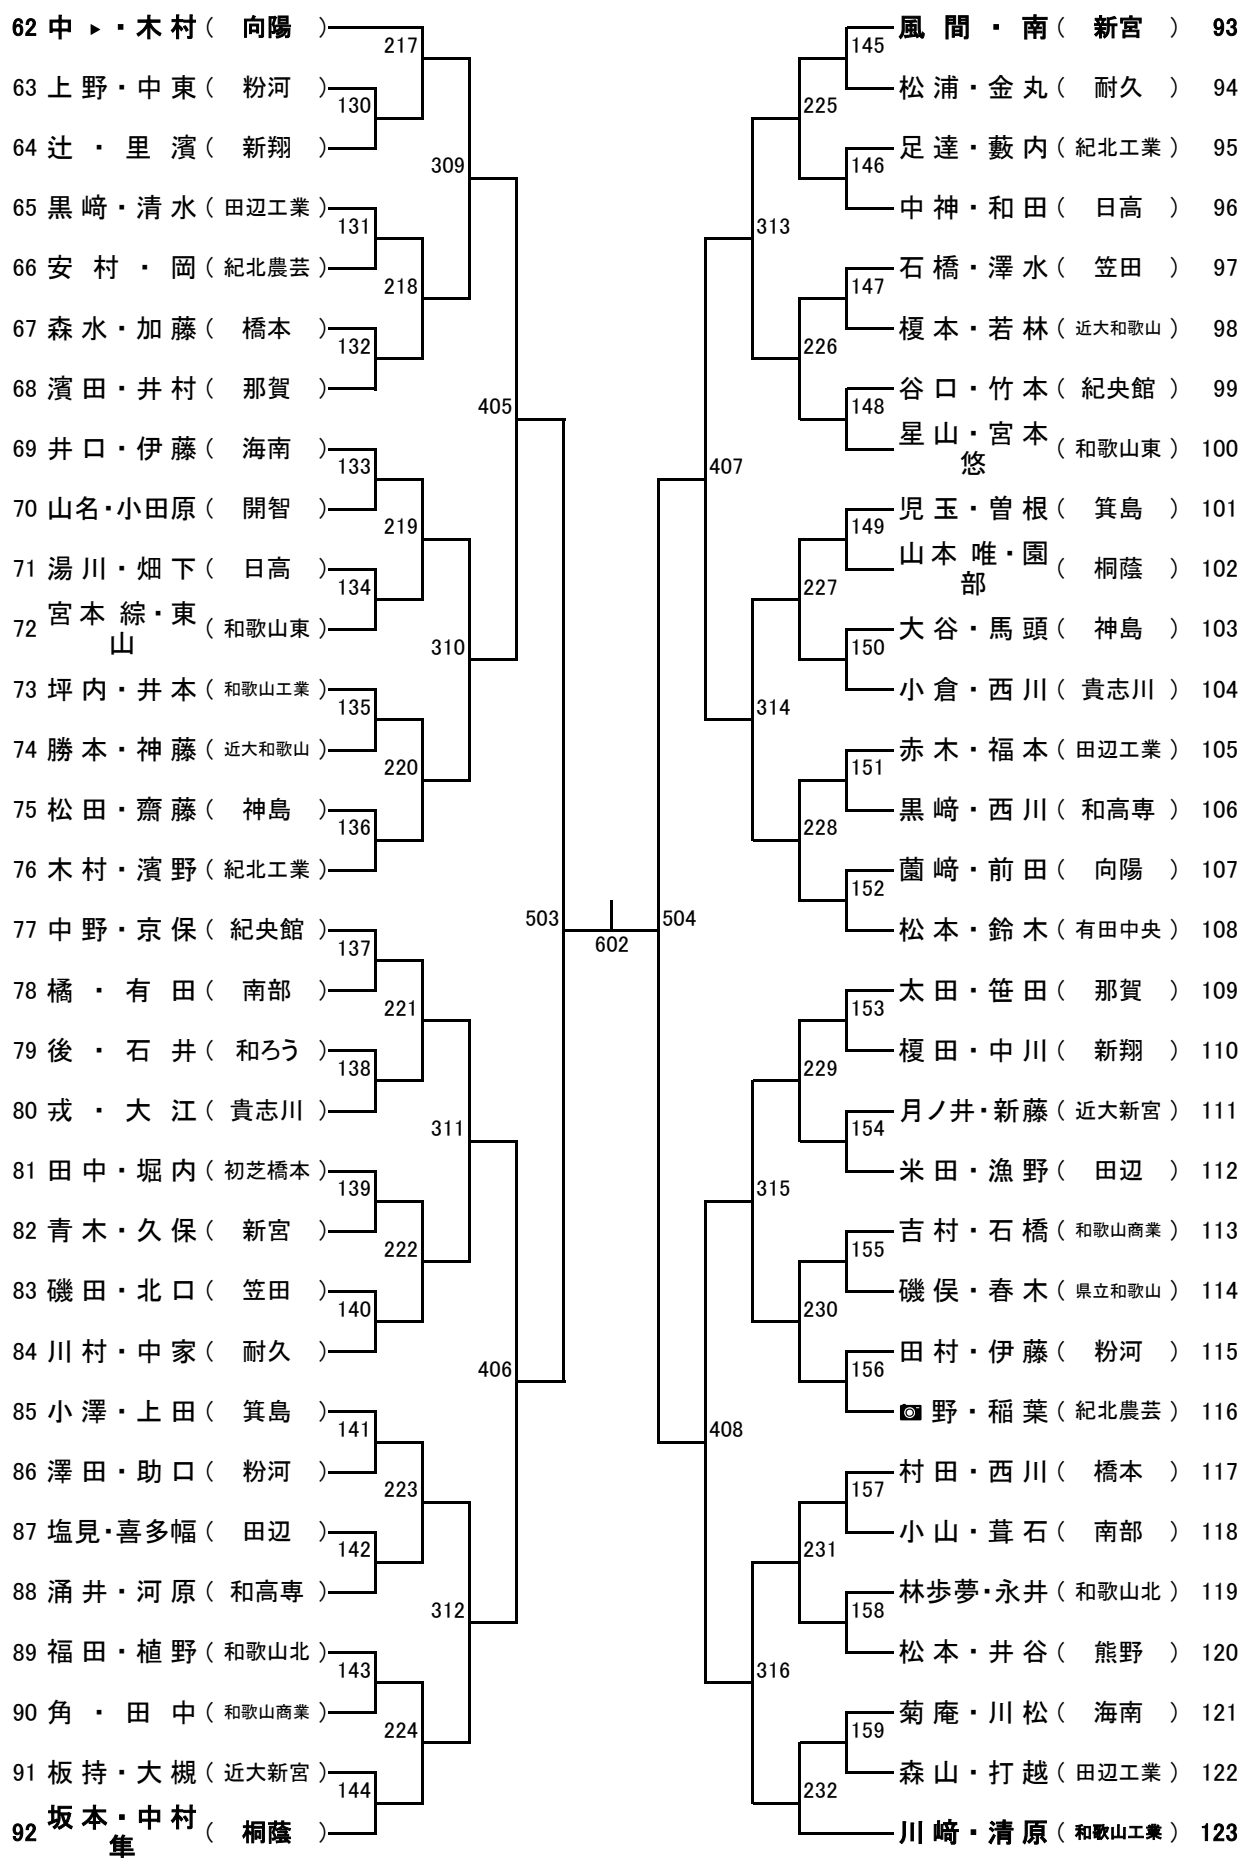 62 中 ▸ ・木村 ( 向陽 )
217
63 上野・中東 ( 粉河 )
130
64 辻 ・ 里濱 ( 新翔 )
309
65 黒﨑・清水 ( 田辺工業 )
131
66 安村 ・ 岡 ( 紀北農芸 )
218
67 森水・加藤 ( 橋本 )
132
68 濱田・井村 ( 那賀 )
405
69 井口・伊藤 ( 海南 )
133
70 山名・小田原 ( 開智 )
219
71 湯川・畑下 ( 日高 )
134
72 宮本 綜・東山 ( 和歌山東 )
310
73 坪内・井本 ( 和歌山工業 )
135
74 勝本・神藤 ( 近大和歌山 )
220
75 松田・齋藤 ( 神島 )
136
76 木村・濱野 ( 紀北工業 )
503
77 中野・京保 ( 紀央館 )
137
78 橘 ・ 有田 ( 南部 )
221
79 後 ・ 石井 ( 和ろう )
138
80 戎 ・ 大江 ( 貴志川 )
311
81 田中・堀内 ( 初芝橋本 )
139
82 青木・久保 ( 新宮 )
222
83 磯田・北口 ( 笠田 )
140
84 川村・中家 ( 耐久 )
406
85 小澤・上田 ( 箕島 )
141
86 澤田・助口 ( 粉河 )
223
87 塩見・喜多幅 ( 田辺 )
142
88 涌井・河原 ( 和高専 )
312
89 福田・植野 ( 和歌山北 )
143
90 角 ・ 田中 ( 和歌山商業 )
224
91 板持・大槻 ( 近大新宮 )
144
92 坂本・中村隼 ( 桐蔭 )
602
風間 ・ 南 ( 新宮 ) 93
145
松浦・金丸 ( 耐久 ) 94
225
足達・藪内 ( 紀北工業 ) 95
146
中神・和田 ( 日高 ) 96
313
石橋・澤水 ( 笠田 ) 97
147
榎本・若林 ( 近大和歌山 ) 98
226
谷口・竹本 ( 紀央館 ) 99
148
星山・宮本悠 ( 和歌山東 ) 100
407
児玉・曽根 ( 箕島 ) 101
149
山本 唯・園部 ( 桐蔭 ) 102
227
大谷・馬頭 ( 神島 ) 103
150
小倉・西川 ( 貴志川 ) 104
314
赤木・福本 ( 田辺工業 ) 105
151
黒﨑・西川 ( 和高専 ) 106
228
薗﨑・前田 ( 向陽 ) 107
152
松本・鈴木 ( 有田中央 ) 108
504
太田・笹田 ( 那賀 ) 109
153
榎田・中川 ( 新翔 ) 110
229
月ノ井・新藤 ( 近大新宮 ) 111
154
米田・漁野 ( 田辺 ) 112
315
吉村・石橋 ( 和歌山商業 ) 113
155
磯俣・春木 ( 県立和歌山 ) 114
230
田村・伊藤 ( 粉河 ) 115
156
📷野・稲葉 ( 紀北農芸 ) 116
408
村田・西川 ( 橋本 ) 117
157
小山・葺石 ( 南部 ) 118
231
林歩夢・永井 ( 和歌山北 ) 119
158
松本・井谷 ( 熊野 ) 120
316
菊庵・川松 ( 海南 ) 121
159
森山・打越 ( 田辺工業 ) 122
232
川﨑・清原 ( 和歌山工業 ) 123